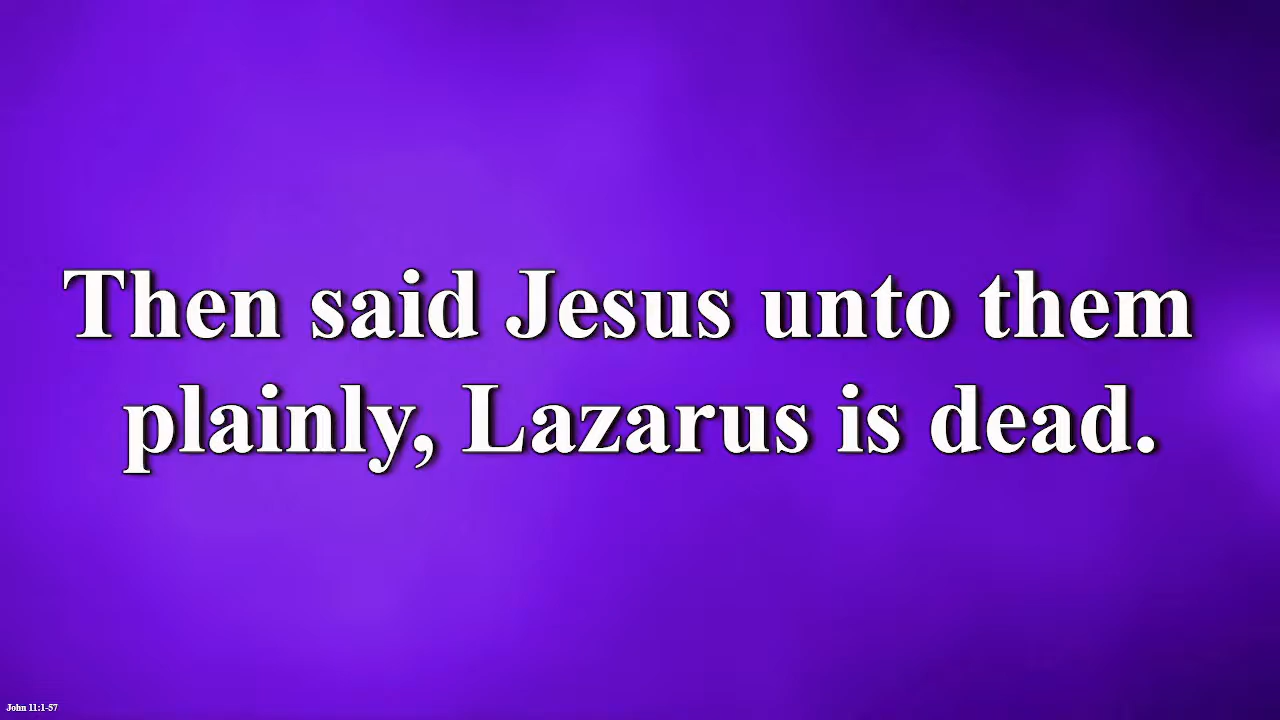 Then said Jesus unto them
plainly, Lazarus is dead.
John 11:1-57